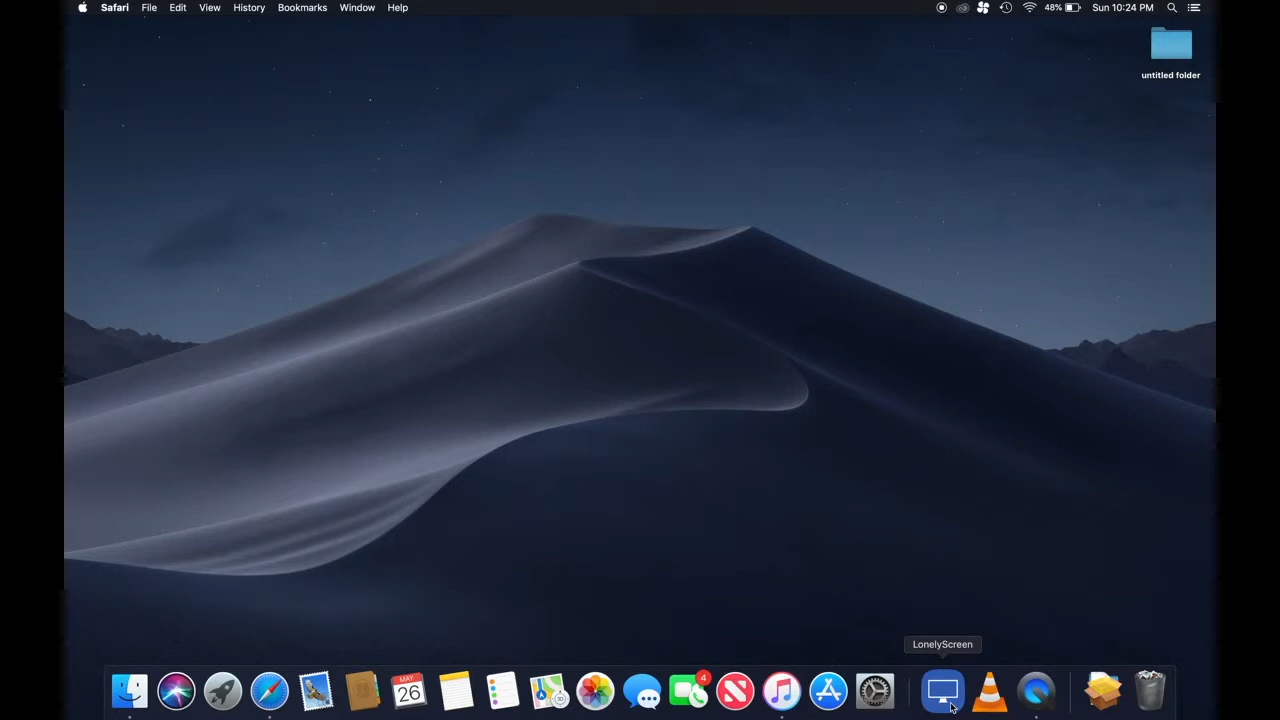 Safari File Edit View History Bookmarks Window Help 48% Sun 10:24 PM
untitled folder
LonelyScreen
MAY
26
4
3D